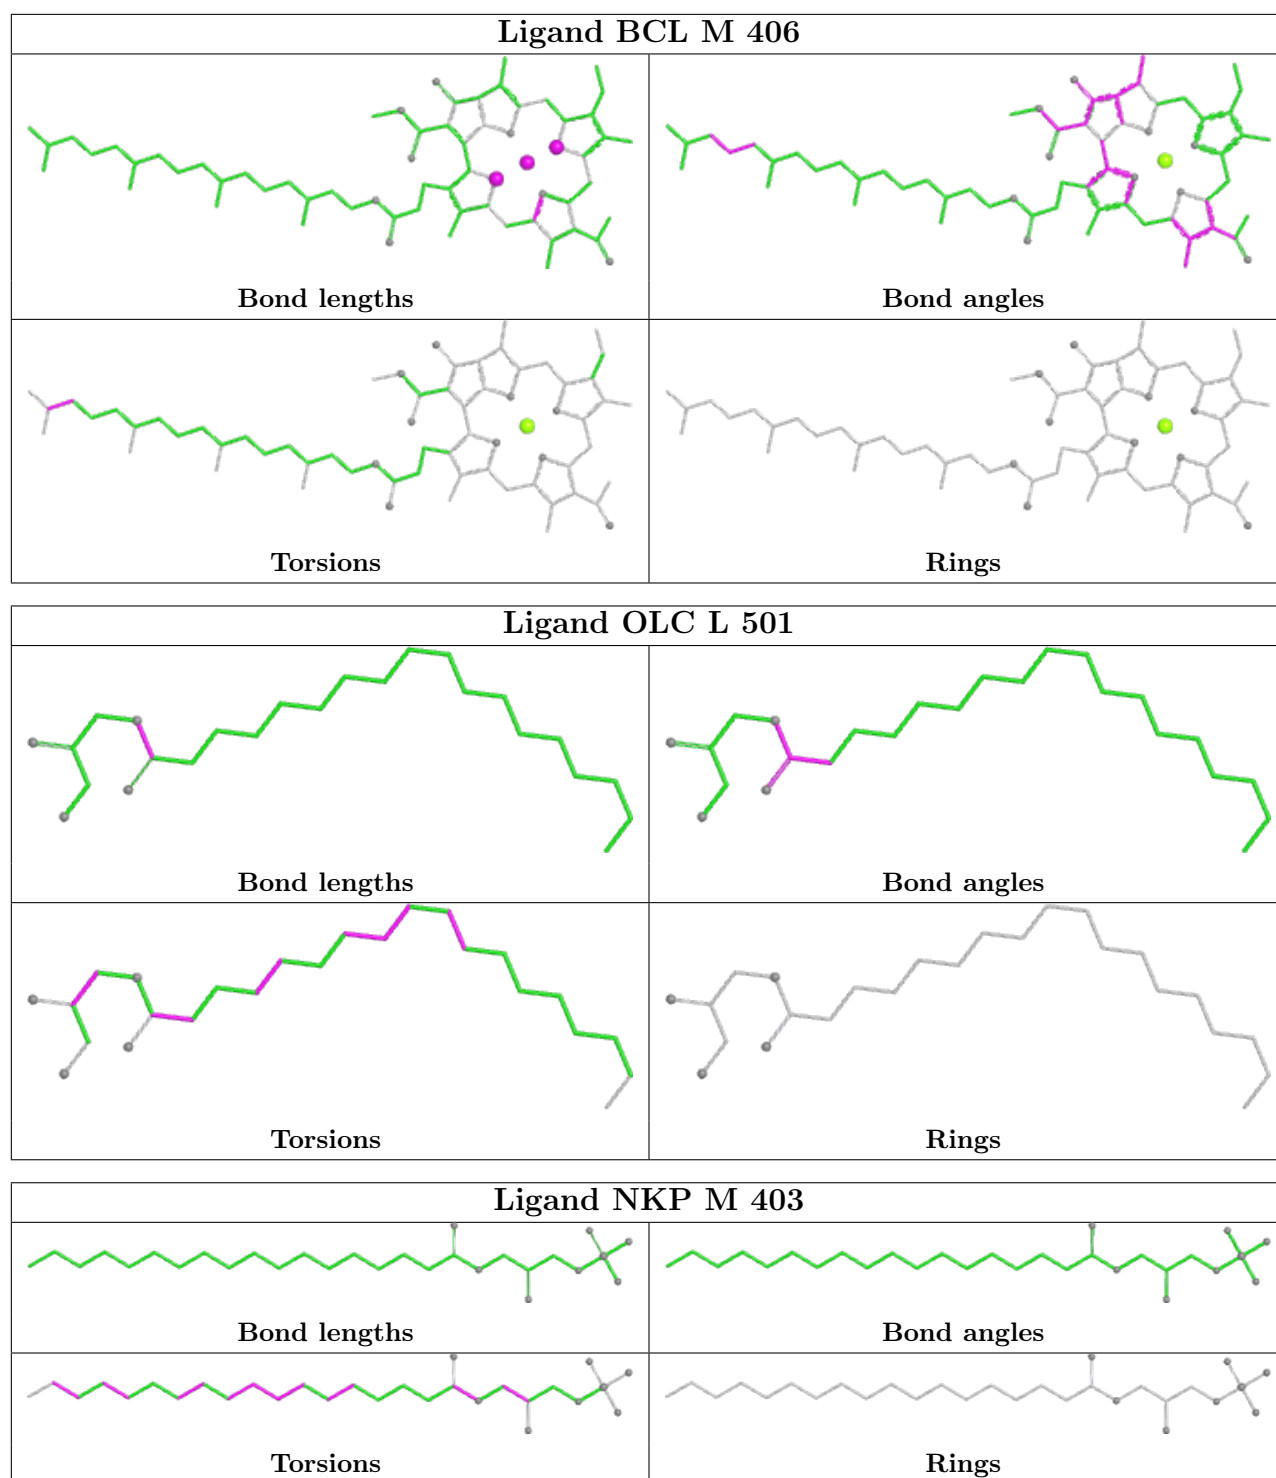 Ligand BCL M 406
Bond lengths
Bond angles
Torsions
Rings
Ligand OLC L 501
Bond lengths
Bond angles
Torsions
Rings
Ligand NKP M 403
Bond lengths
Bond angles
Torsions
Rings